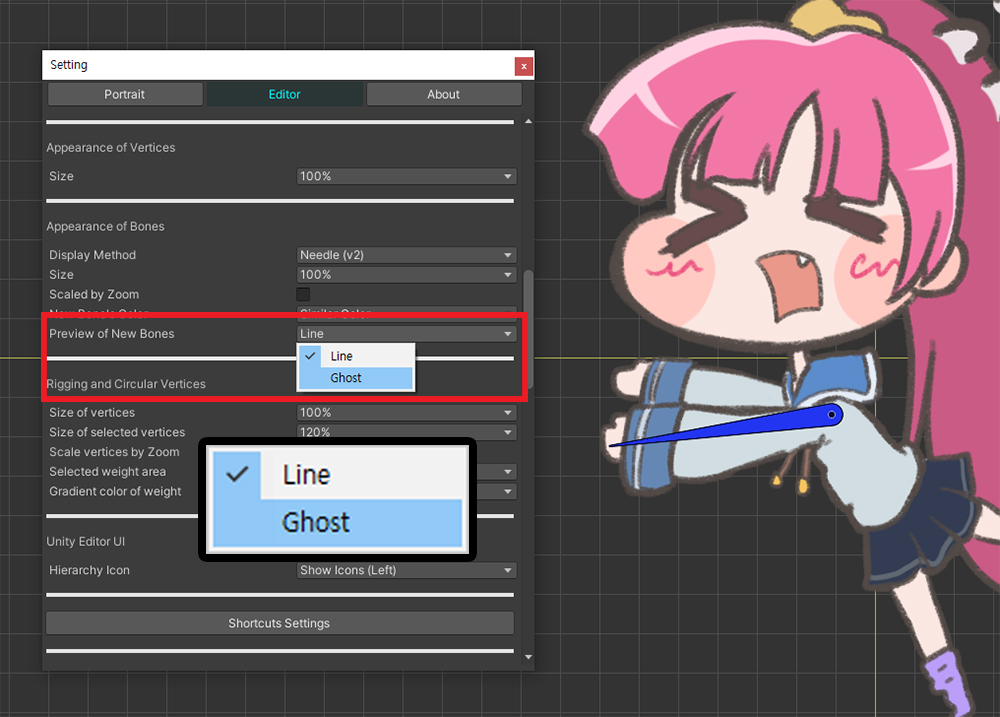 Setting
x
Portrait Editor About
Appearance of Vertices
Size 100%
Appearance of Bones
Display Method Needle (v2)
Size 100%
Scaled by Zoom
New Bone's Color Similar Color
Preview of New Bones Line
Line
Ghost
Rigging and Circular Vertices
Size of vertices 100%
Size of selected vertices 120%
Scale vertices by Zoom
Selected weight area
Gradient color of weight
Line
Ghost
Unity Editor UI
Hierarchy Icon Show Icons (Left)
Shortcuts Settings